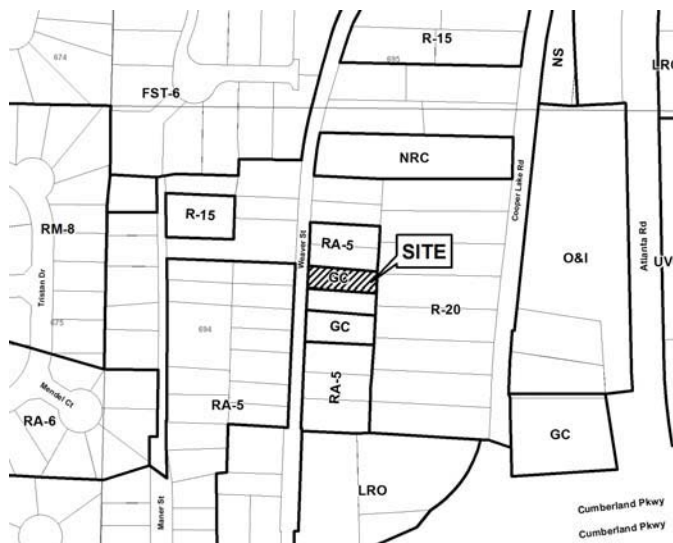 R-15
674
695
NS
LRO
FST-6
NRC
Cooper Lake Rd
R-15
RM-8
Weaver St
RA-5
SITE
Atlanta Rd
GC
O&I
UV
Tristan Dr
R-20
675
694
GC
Mendel Ct
RA-5
RA-5
RA-6
GC
LRO
Maner St
Cumberland Pkwy
Cumberland Pkwy